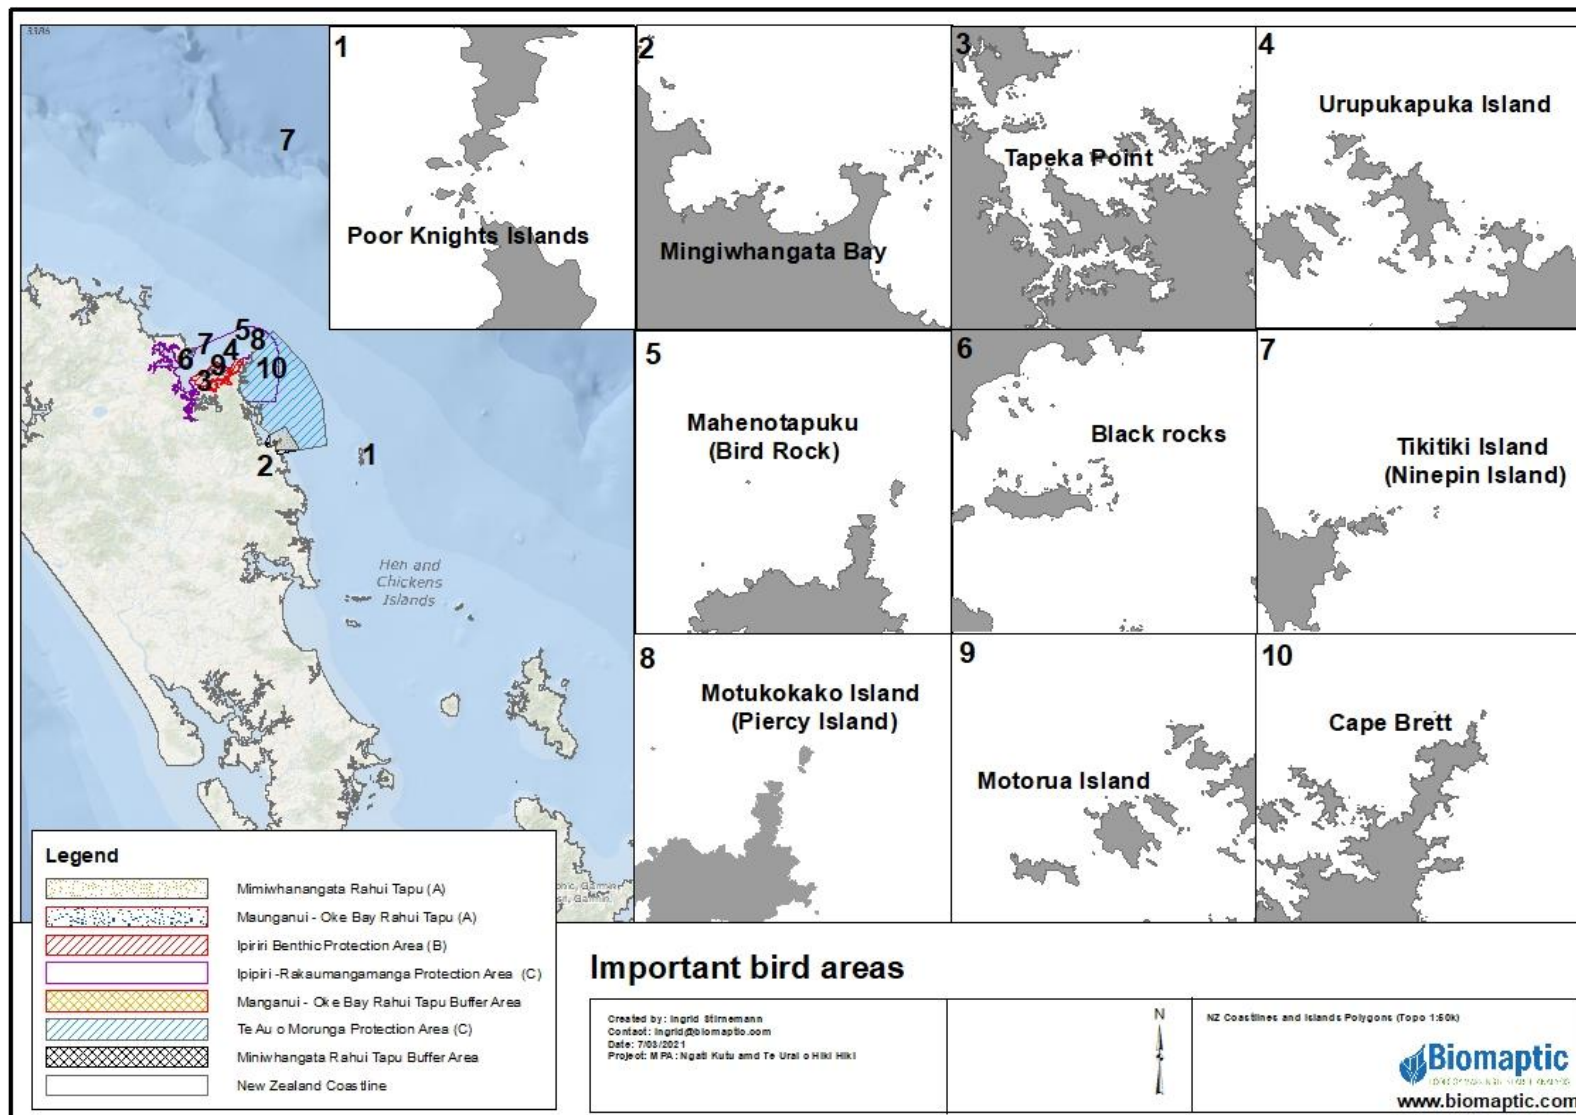 3386
7
5
7
8
4
6
9
10
3
2
1
Hen and
Chickens
Islands
1
Poor Knights Islands
2
Mingiwhangata Bay
3
Tapeka Point
4
Urupukapuka Island
5
Mahenotapuku
(Bird Rock)
6
Black rocks
7
Tikitiki Island
(Ninepin Island)
8
Motukokako Island
(Piercy Island)
9
Motorua Island
10
Cape Brett
Legend
Mimiwhanangata Rahui Tapu (A)
Maunganui - Oke Bay Rahui Tapu (A)
Ipiriri Benthic Protection Area (B)
Ipipiri -Rakaumangamanga Protection Area (C)
Manganui - Oke Bay Rahui Tapu Buffer Area
Te Au o Morunga Protection Area (C)
Miniwhangata Rahui Tapu Buffer Area
New Zealand Coastline
Important bird areas
Created by: Ingrid Stirnemann
Contact: Ingrid@biomaptic.com
Date: 7/03/2021
Project: MPA: Ngati Kutu amd Te Urai o Hiki Hiki
N
NZ Coastlines and Islands Polygons (Topo 1:50k)
Biomaptic
www.biomaptic.com